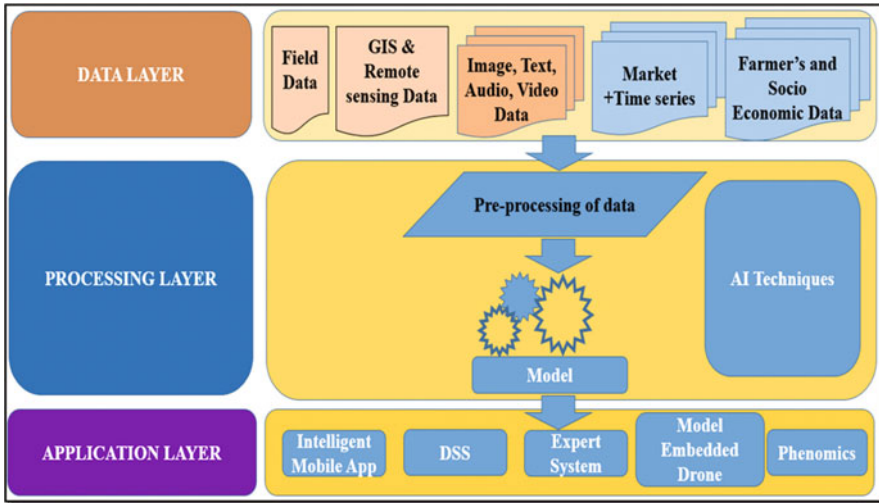 DATA LAYER
Field
Data
GIS &
Remote
sensing Data
Image, Text,
Audio, Video
Data
Market
+Time series
Farmer's and
Socio
Economic Data
PROCESSING LAYER
Pre-processing of
data
Model
AI Techniques
APPLICATION LAYER
Intelligent
Mobile App
DSS
Expert
System
Model
Embedded
Drone
Phenomics